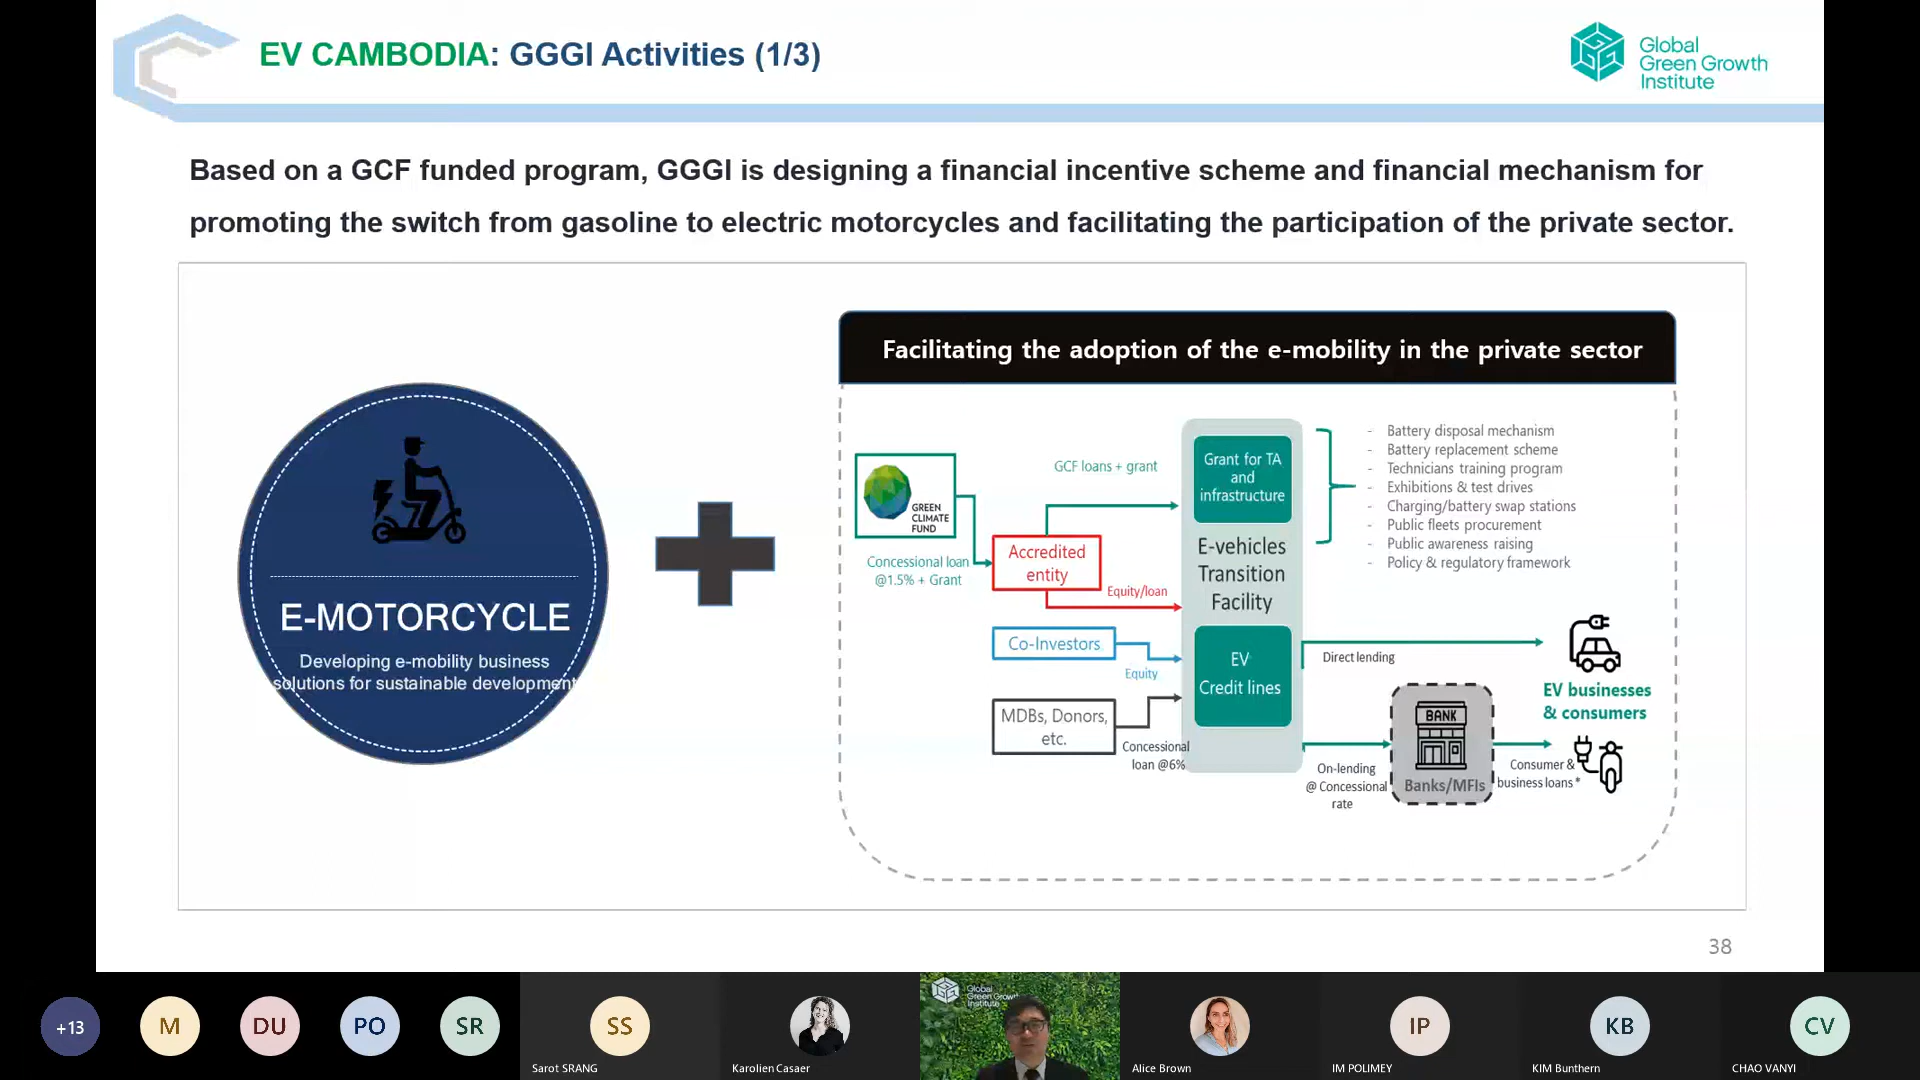 EV CAMBODIA: GGGI Activities (1/3)
Global
Green Growth
Institute
Based on a GCF funded program, GGGI is designing a financial incentive scheme and financial mechanism for
promoting the switch from gasoline to electric motorcycles and facilitating the participation of the private sector.
E-MOTORCYCLE
Developing e-mobility business
solutions for sustainable development
Facilitating the adoption of the e-mobility in the private sector
GREEN
CLIMATE
FUND
Concessional loan
@1.5% + Grant
GCF loans + grant
Accredited
entity
Equity/loan
Co-Investors
Equity
MDBs, Donors,
etc.
Concessional
loan @6%
Grant for TA
and
infrastructure
E-vehicles
Transition
Facility
EV
Credit lines
- Battery disposal mechanism
- Battery replacement scheme
- Technicians training program
- Exhibitions & test drives
- Charging/battery swap stations
- Public fleets procurement
- Public awareness raising
- Policy & regulatory framework
Direct lending
EV businesses
& consumers
On-lending
@ Concessional
rate
BANK
Banks/MFIs
Consumer &
business loans *
38
+13
M
DU
PO
SR
SS
Sarot SRANG
Karolien Casaer
Global
Green Growth
Institute
Alice Brown
IP
IM POLIMEY
KB
KIM Bunthern
CV
CHAO VANYI